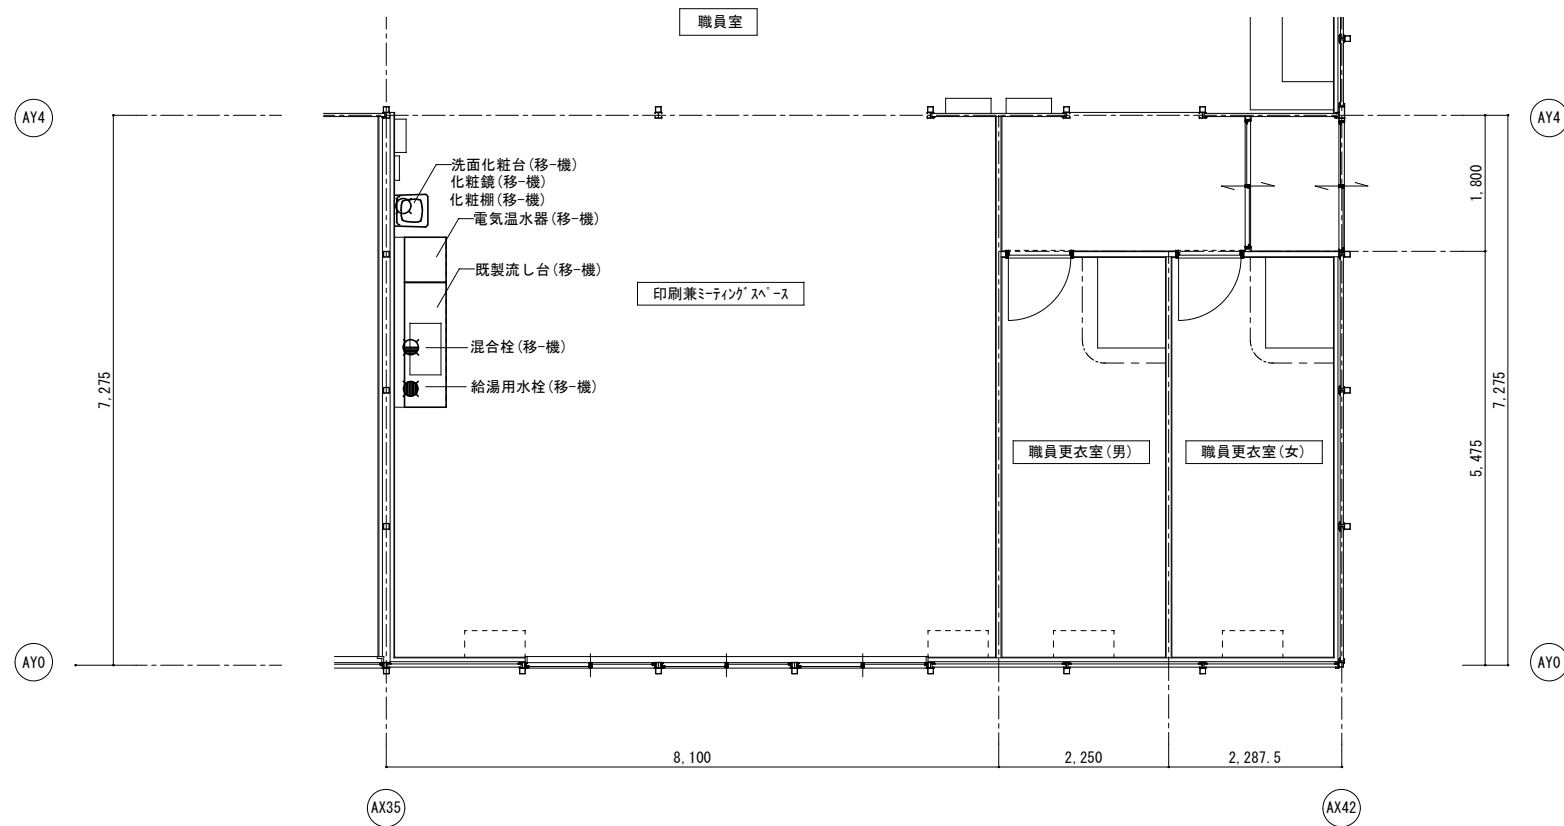 職員室
AY4
AY4
洗面化粧台(移-機)
化粧鏡(移-機)
化粧棚(移-機)
電気温水器(移-機)
既製流し台(移-機)
印刷兼ミーティングスペース
混合栓(移-機)
給湯用水栓(移-機)
職員更衣室(男)
職員更衣室(女)
7,275
1,800
5,475
7,275
AY0
AY0
8,100
2,250
2,287.5
AX35
AX42